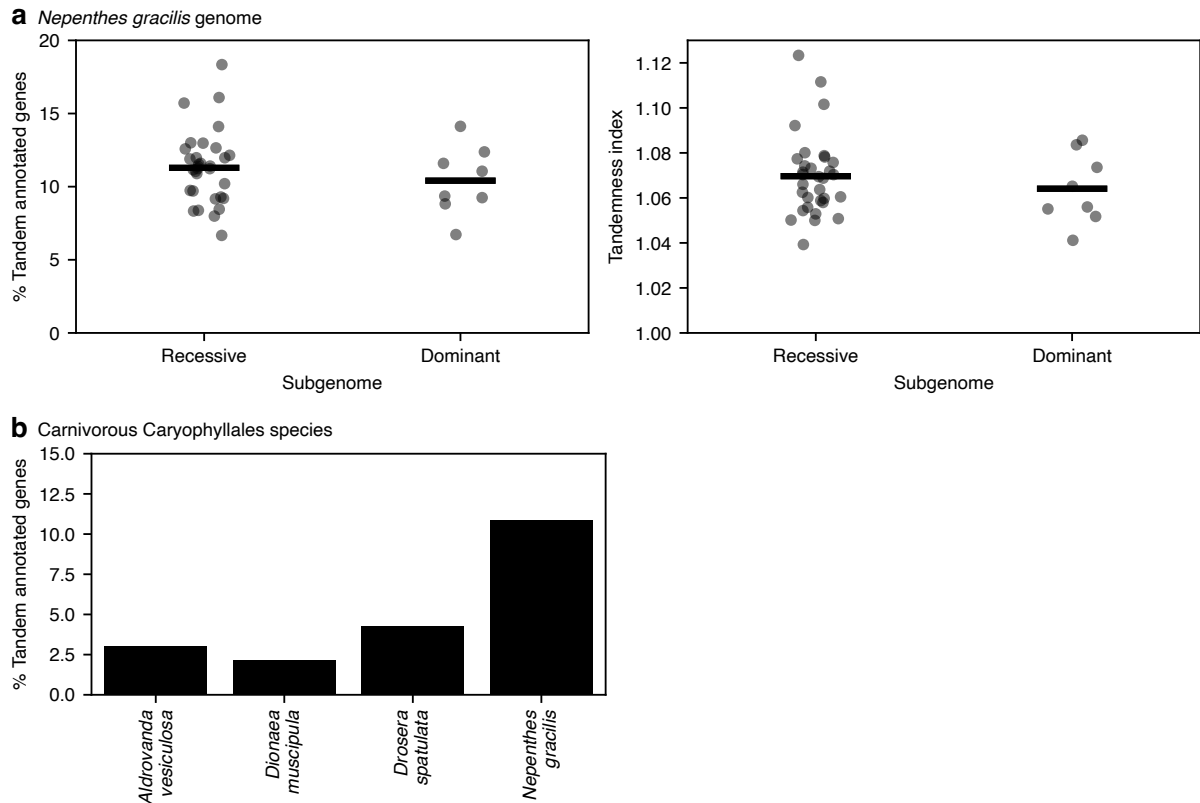 a Nepenthes gracilis genome
% Tandem annotated genes
20
15
10
5
0
Recessive
Dominant
Subgenome
Tandemness index
1.12
1.10
1.08
1.06
1.04
1.02
1.00
Recessive
Dominant
Subgenome
b Carnivorous Caryophyllales species
% Tandem annotated genes
15.0
12.5
10.0
7.5
5.0
2.5
0.0
Aldrovanda
vesiculosa
Dionaea
muscipula
Drosera
spatulata
Nepenthes
gracilis